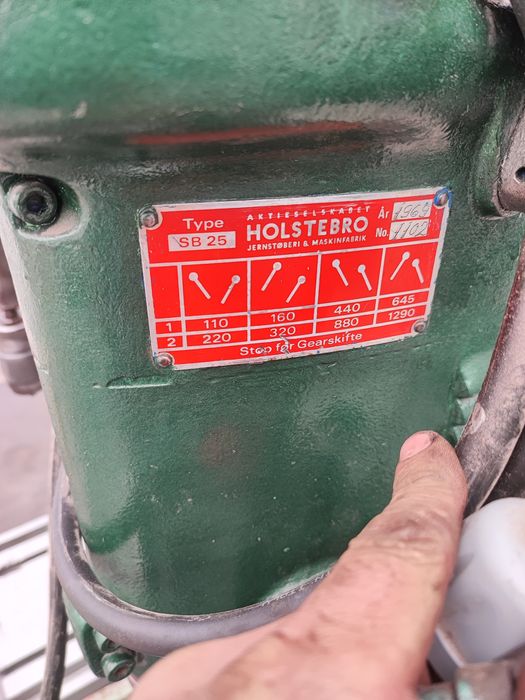 Type
SB 25
AKTIESELSKABET
HOLSTEBRO
JERNSTØBERI & MASKINFABRIK
År 1969
No. 1102
1 110 160 440 645
2 220 320 880 1290
Stop før Gearskifte